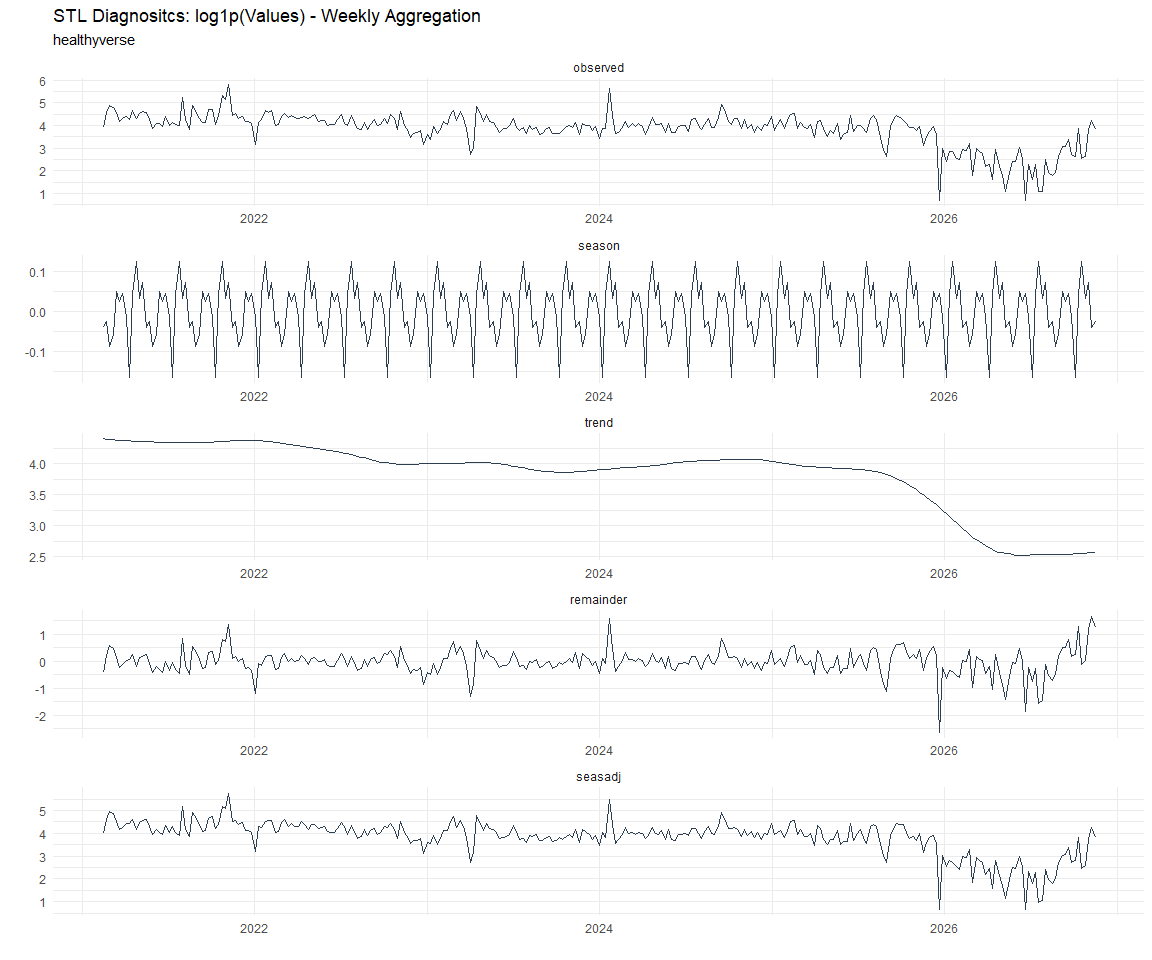 STL Diagnositcs: log1p(Values) - Weekly Aggregation
healthyverse
observed
6
5
4
3
2
1
2022 2024 2026
season
0.1
0.0
-0.1
2022 2024 2026
trend
4.0
3.5
3.0
2.5
2022 2024 2026
remainder
1
0
-1
-2
2022 2024 2026
seasadj
5
4
3
2
1
2022 2024 2026